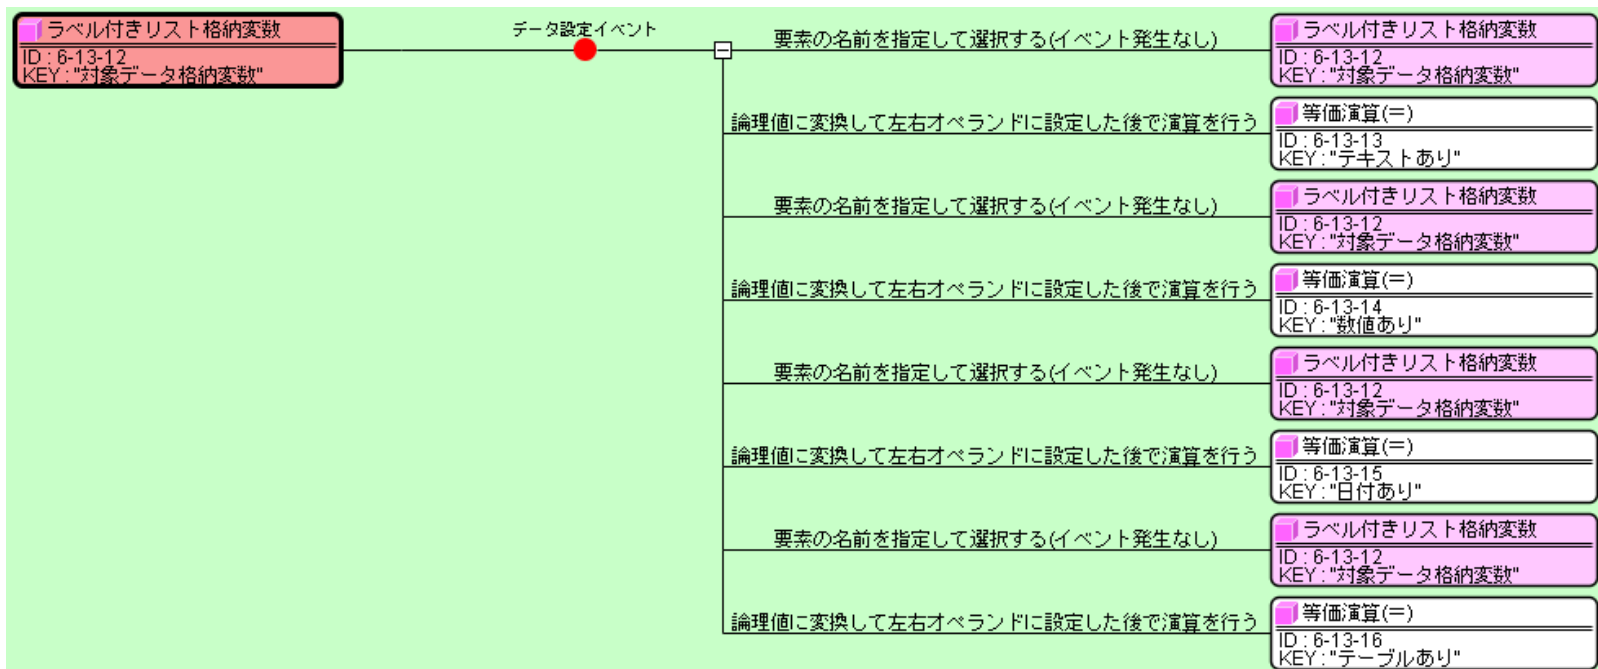 ラベル付きリスト格納変数
ID : 6-13-12
KEY : "対象データ格納変数"
データ設定イベント
要素の名前を指定して選択する(イベント発生なし)
ラベル付きリスト格納変数
ID : 6-13-12
KEY : "対象データ格納変数"
論理値に変換して左右オペランドに設定した後で演算を行う
等価演算(=)
ID : 6-13-13
KEY : "テキストあり"
要素の名前を指定して選択する(イベント発生なし)
ラベル付きリスト格納変数
ID : 6-13-12
KEY : "対象データ格納変数"
論理値に変換して左右オペランドに設定した後で演算を行う
等価演算(=)
ID : 6-13-14
KEY : "数値あり"
要素の名前を指定して選択する(イベント発生なし)
ラベル付きリスト格納変数
ID : 6-13-12
KEY : "対象データ格納変数"
論理値に変換して左右オペランドに設定した後で演算を行う
等価演算(=)
ID : 6-13-15
KEY : "日付あり"
要素の名前を指定して選択する(イベント発生なし)
ラベル付きリスト格納変数
ID : 6-13-12
KEY : "対象データ格納変数"
論理値に変換して左右オペランドに設定した後で演算を行う
等価演算(=)
ID : 6-13-16
KEY : "テーブルあり"